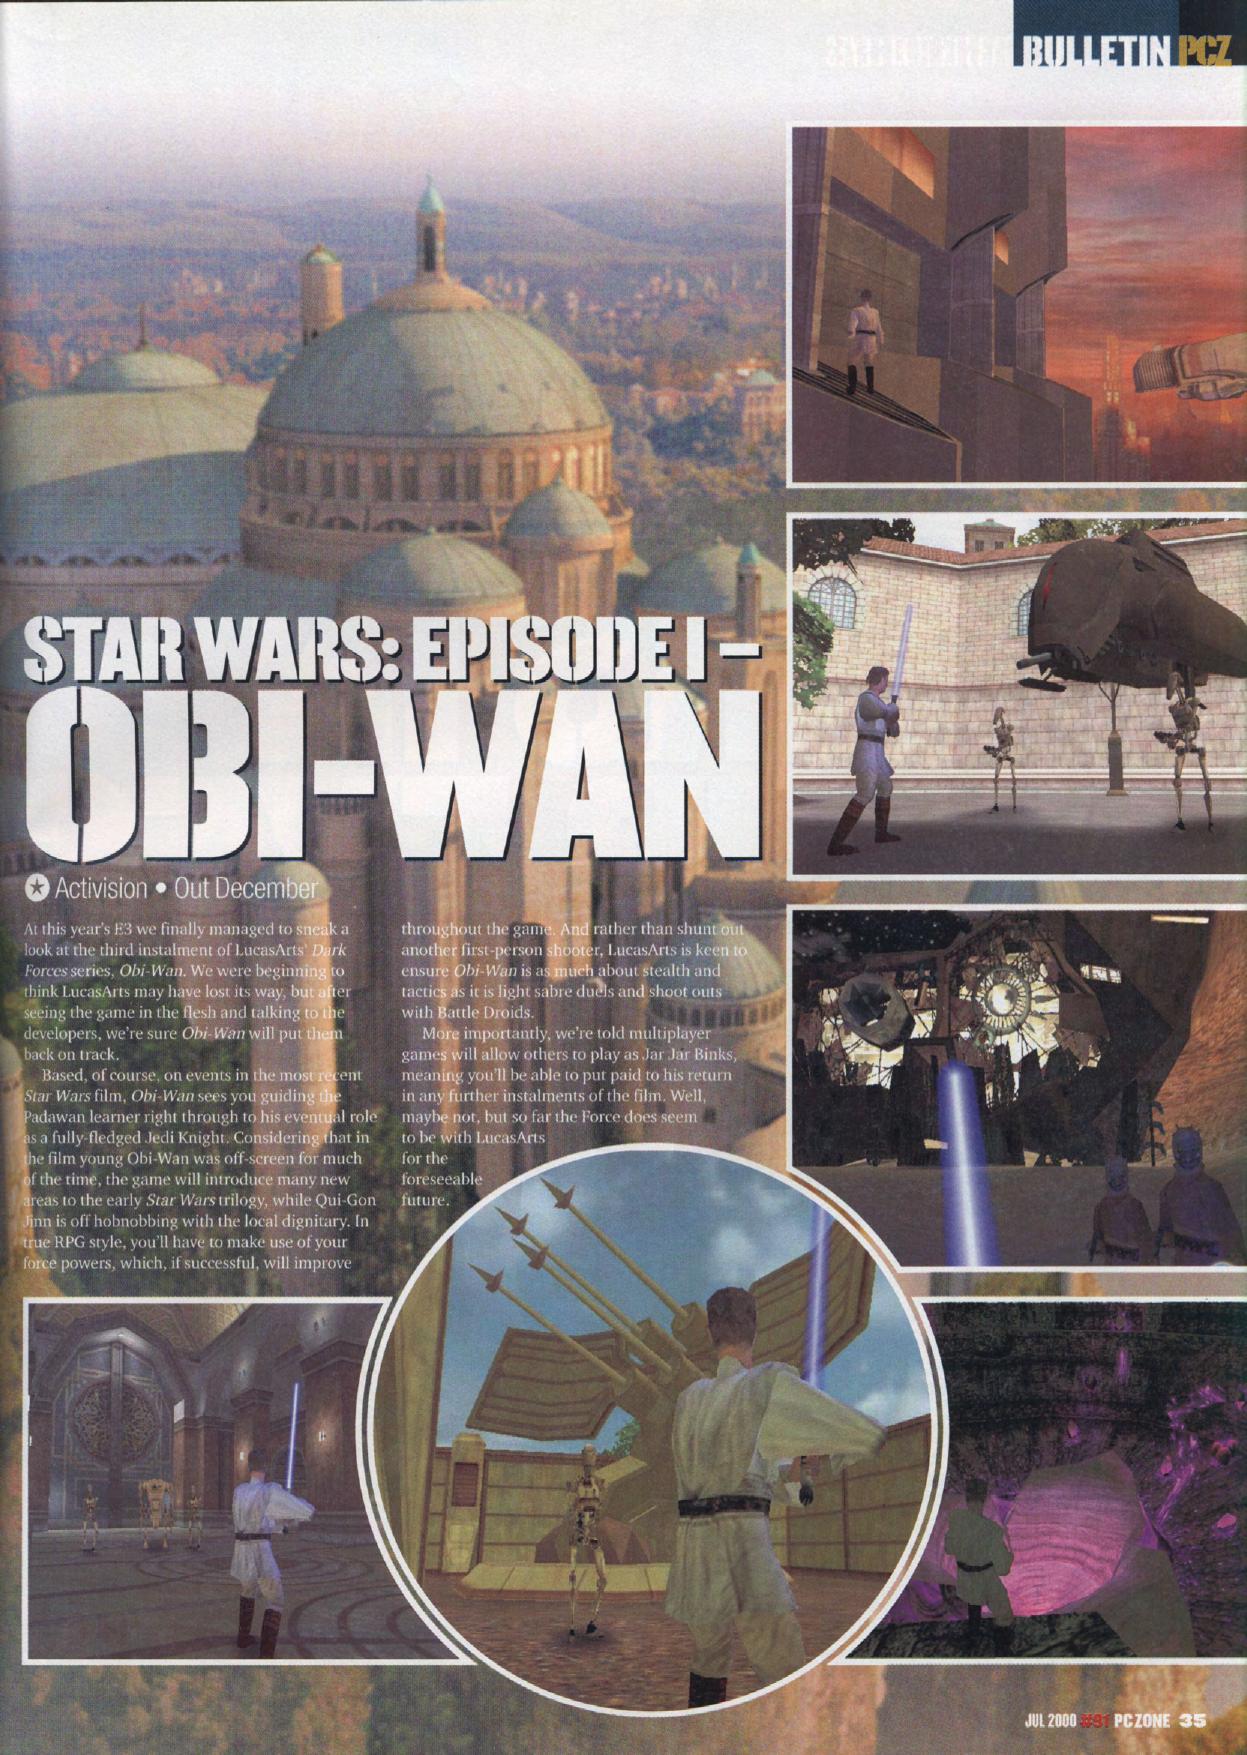 BULLETIN PCZ
STAR WARS: EPISODE I –
OBI-WAN
Activision • Out December
At this year's E3 we finally managed to sneak a
look at the third instalment of LucasArts' Dark
Forces series, Obi-Wan. We were beginning to
think LucasArts may have lost its way, but after
seeing the game in the flesh and talking to the
developers, we're sure Obi-Wan will put them
back on track.
Based, of course, on events in the most recent
Star Wars film, Obi-Wan sees you guiding the
Padawan learner right through to his eventual role
as a fully-fledged Jedi Knight. Considering that in
the film young Obi-Wan was off-screen for much
of the time, the game will introduce many new
areas to the early Star Wars trilogy, while Qui-Gon
Jinn is off hobnobbing with the local dignitary. In
true RPG style, you'll have to make use of your
force powers, which, if successful, will improve
throughout the game. And rather than shunt out
another first-person shooter, LucasArts is keen to
ensure Obi-Wan is as much about stealth and
tactics as it is light sabre duels and shoot outs
with Battle Droids.
More importantly, we're told multiplayer
games will allow others to play as Jar Jar Binks,
meaning you'll be able to put paid to his return
in any further instalments of the film. Well,
maybe not, but so far the Force does seem
to be with LucasArts
for the
foreseeable
future.
JUL 2000 #91 PC ZONE 35